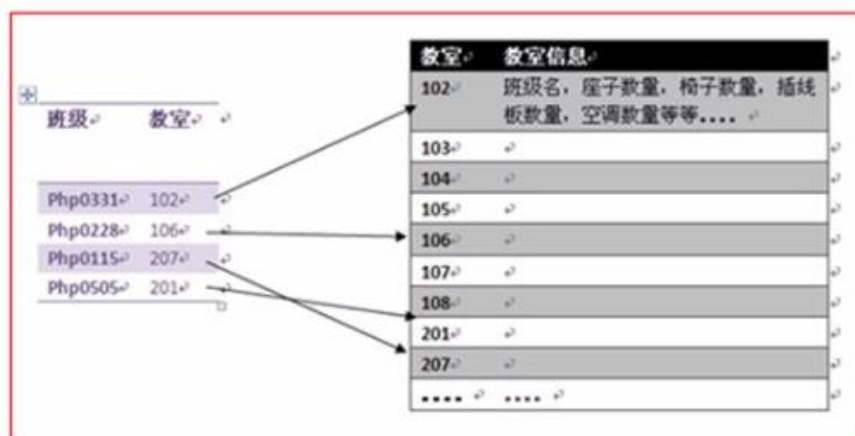 班级 教室
Php0331 102
Php0228 106
Php0115 207
Php0505 201
教室 教室信息
102 班级名，座子数量，椅子数量，插线
板数量，空调数量等等....
103
104
105
106
107
108
201
207
.... ....